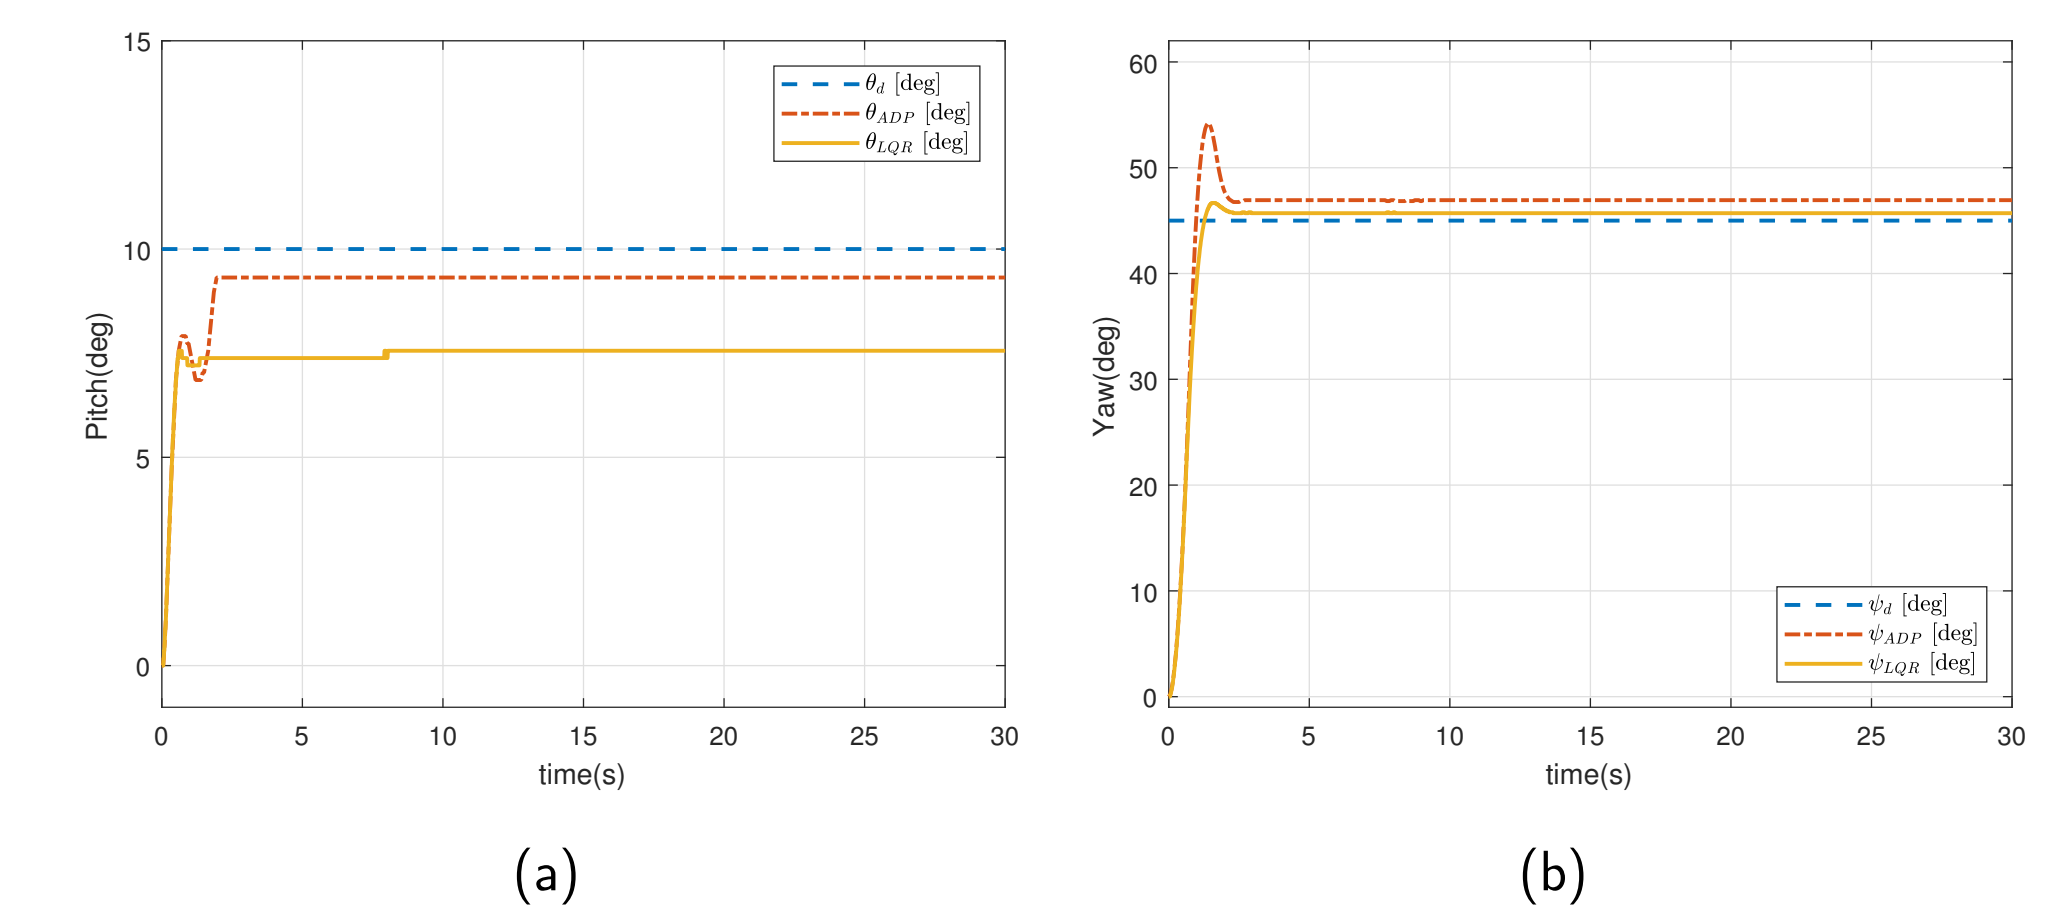 15
10
5
0
Pitch(deg)
0 5 10 15 20 25 30
time(s)
θ_d [deg]
θ_ADP [deg]
θ_LQR [deg]
(a)
60
50
40
30
20
10
0
Yaw(deg)
0 5 10 15 20 25 30
time(s)
ψ_d [deg]
ψ_ADP [deg]
ψ_LQR [deg]
(b)